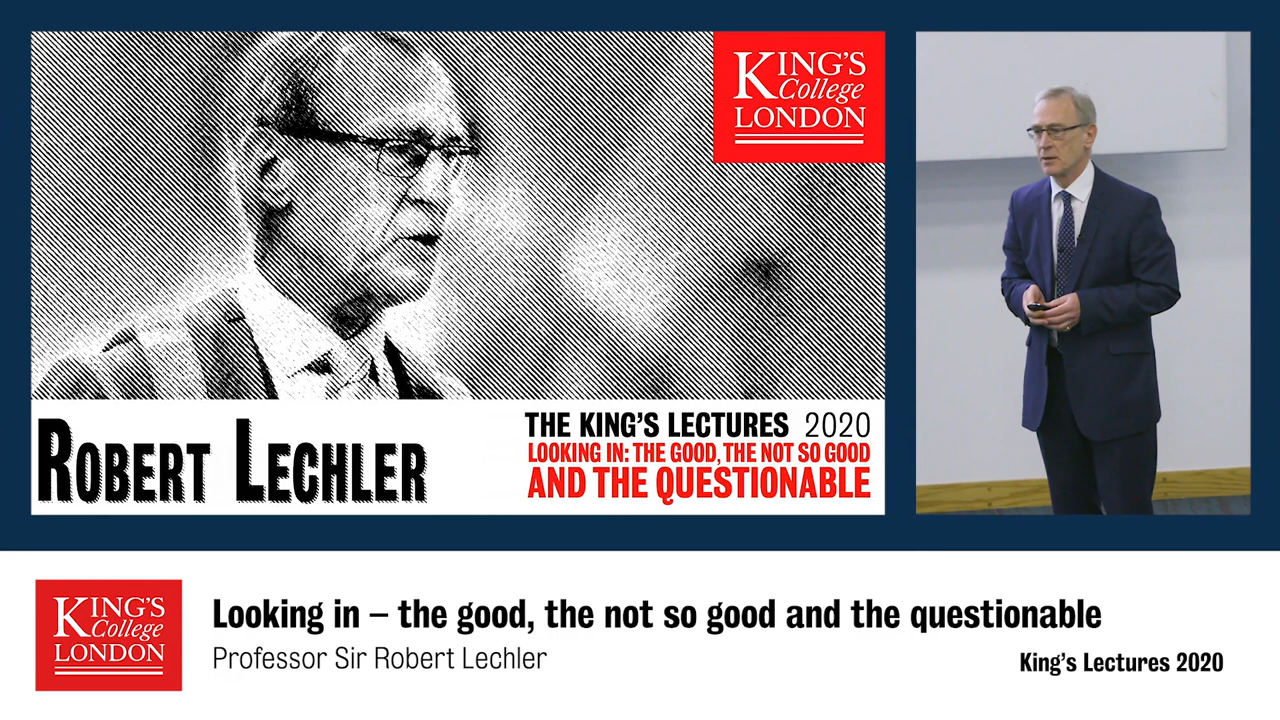 KING'S
College
LONDON
ROBERT LECHLER
THE KING'S LECTURES 2020
LOOKING IN: THE GOOD, THE NOT SO GOOD
AND THE QUESTIONABLE
KING'S
College
LONDON
Looking in – the good, the not so good and the questionable
Professor Sir Robert Lechler
King's Lectures 2020